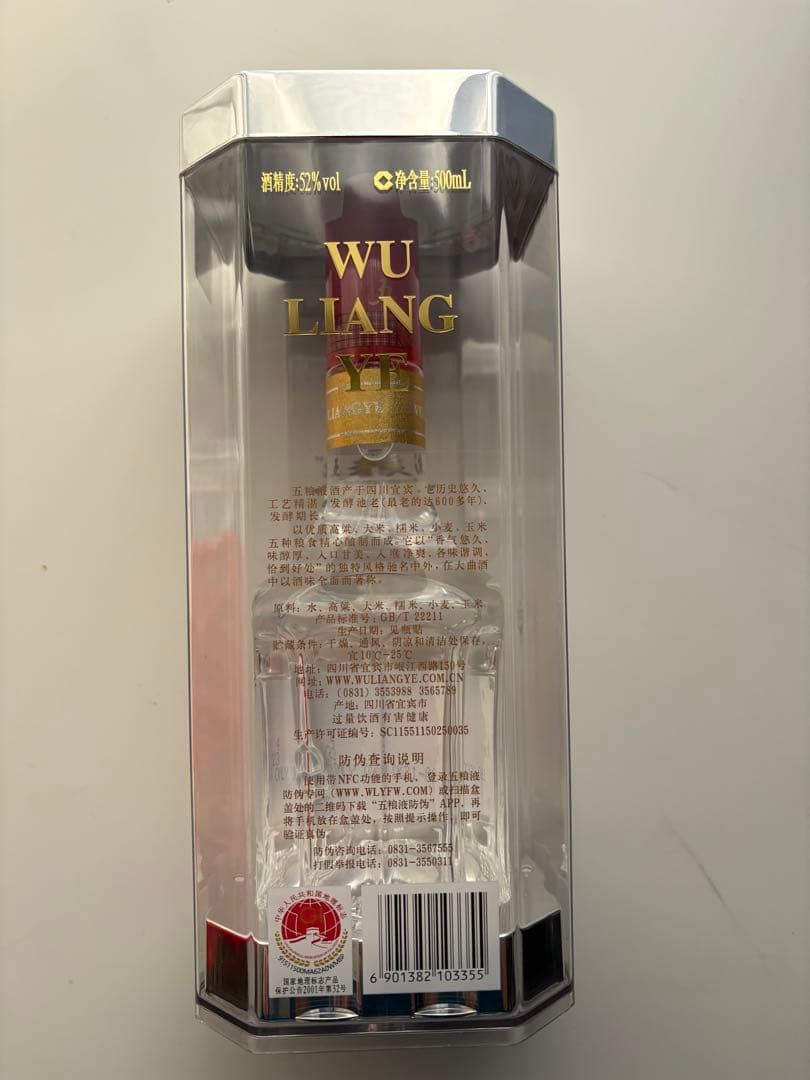 酒精度:52%vol 净含量:500mL
WU
LIANG
YE
LIANGYE
五粮液酒产于四川宜宾。它历史悠久、
工艺精湛、发酵池老(最老的达600多年)、
发酵期长。
以优质高粱、大米、糯米、小麦、玉米
五种粮食精心酿制而成。它以“香气悠久、
味醇厚、入口甘美、入喉净爽、各味谐调、
恰到好处”的独特风格驰名中外，在大曲酒
中以酒味全面而著称。
原料：水、高粱、大米、糯米、小麦、玉米
产品标准号：GB/T 22211
生产日期：见瓶贴
贮藏条件：干燥、通风、阴凉和清洁处保存，
宜10℃-25℃
地址：四川省宜宾市岷江西路150号
网址：WWW.WULIANGYE.COM.CN
电话：(0831) 3553988 3565789
产地：四川省宜宾市
过量饮酒有害健康
生产许可证编号：SC11551150250035
防伪查询说明
使用带NFC功能的手机，登录五粮液
防伪专网（WWW.WLYFW.COM）或扫描盒
盖处的二维码下载“五粮液防伪”APP，再
将手机放在盒盖处，按照提示操作，即可
验证真伪。
防伪咨询电话：0831-3567555
打假举报电话：0831-3550311
中华人民共和国地理标志
GI
91511500MA62A0WMBP
国家地理标志产品
保护公告2001年第32号
6 901382 103355